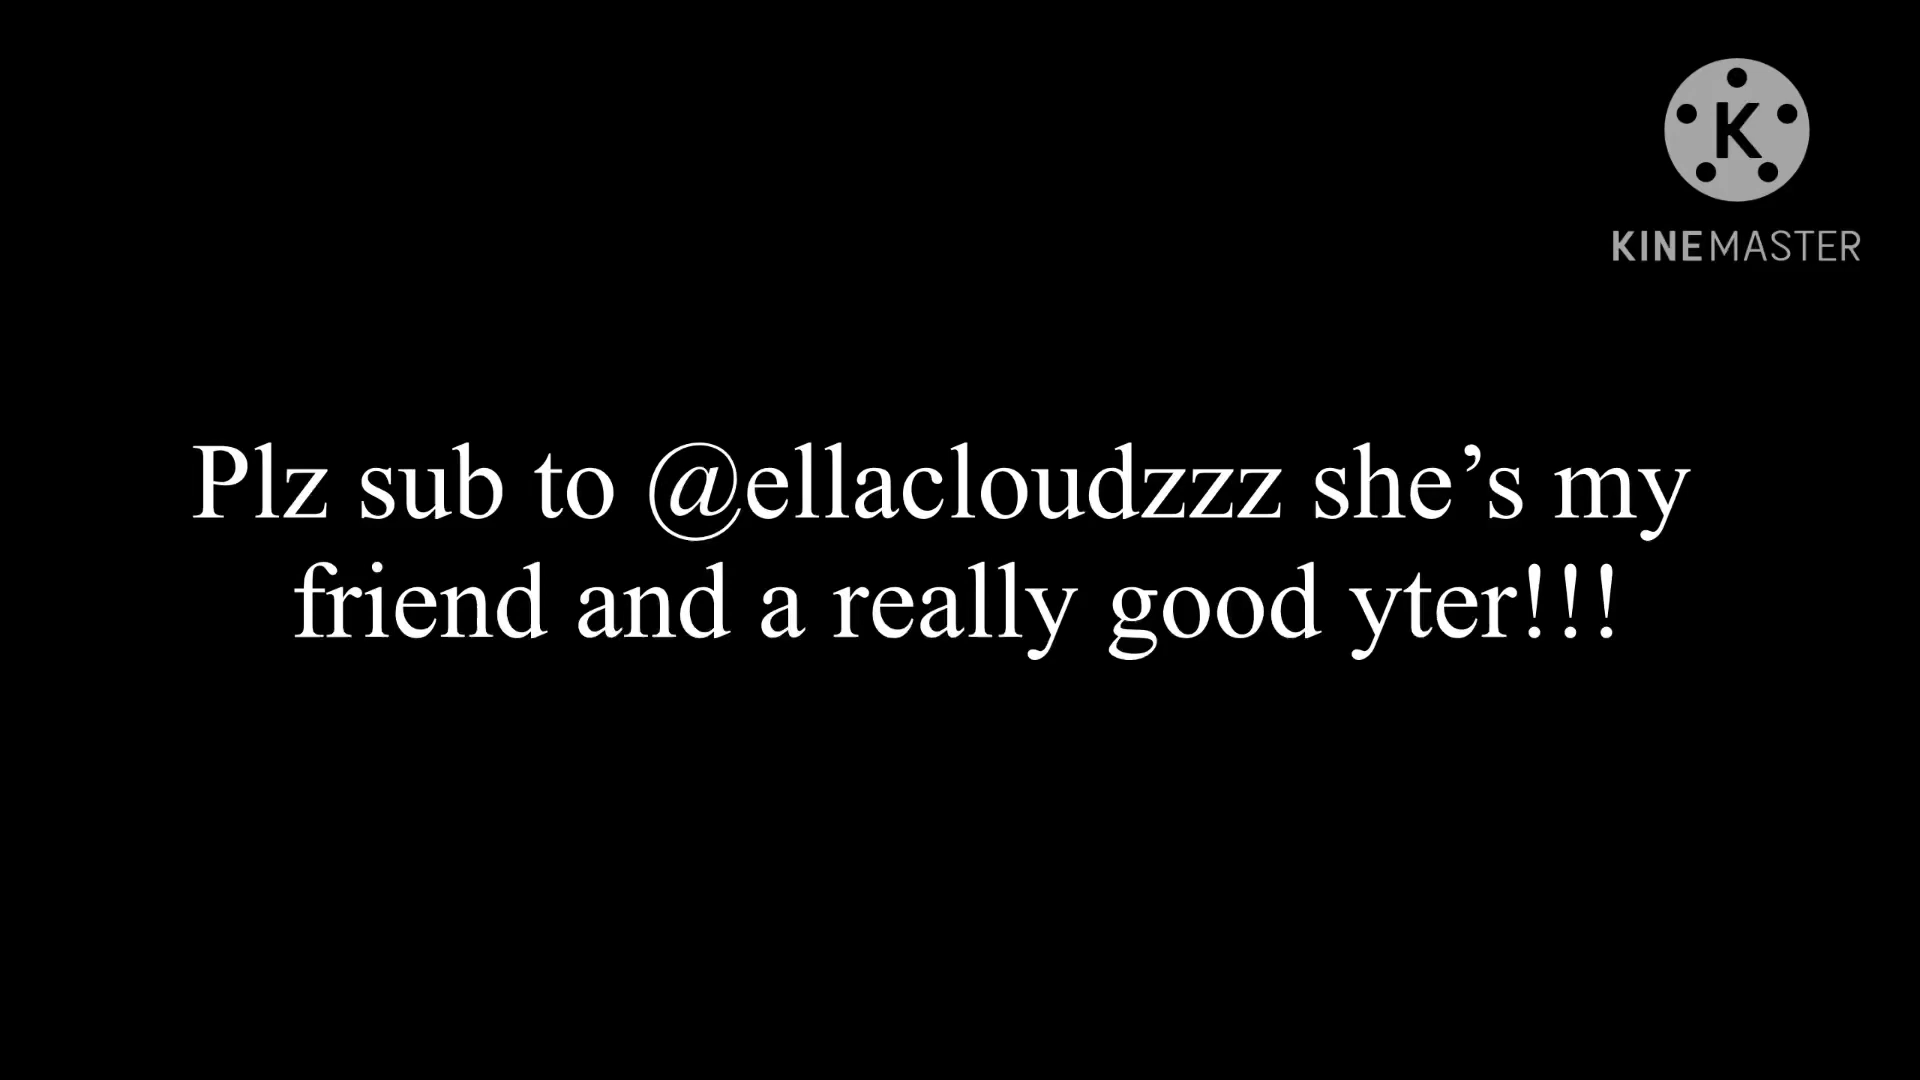 K
KINEMASTER
Plz sub to @ellacloudzzz she’s my
friend and a really good yter!!!